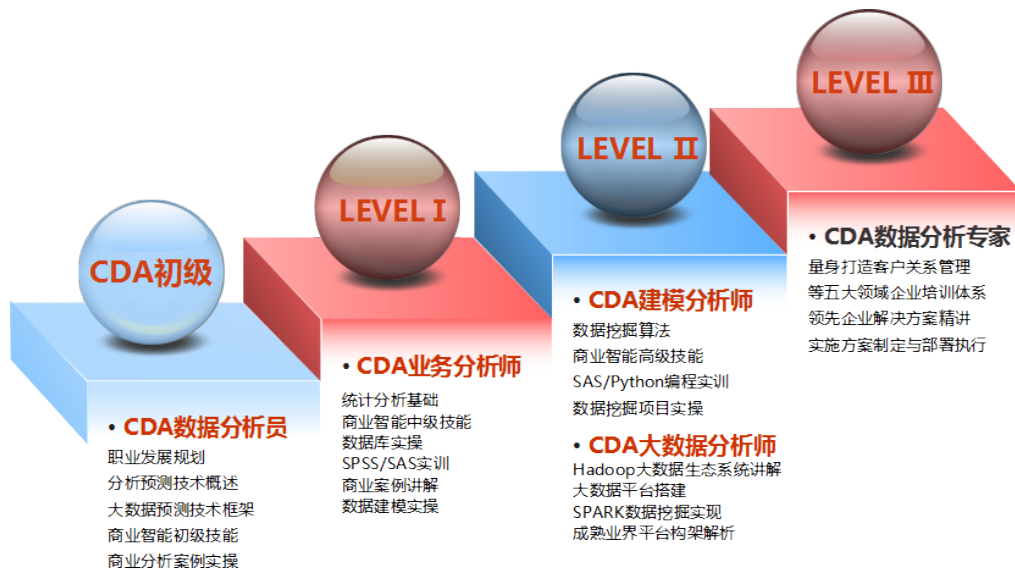 CDA初级
• CDA数据分析员
职业发展规划
分析预测技术概述
大数据预测技术框架
商业智能初级技能
商业分析案例实操
LEVEL Ⅰ
• CDA业务分析师
统计分析基础
商业智能中级技能
数据库实操
SPSS/SAS实训
商业案例讲解
数据建模实操
LEVEL Ⅱ
• CDA建模分析师
数据挖掘算法
商业智能高级技能
SAS/Python编程实训
数据挖掘项目实操
• CDA大数据分析师
Hadoop大数据生态系统讲解
大数据平台搭建
SPARK数据挖掘实现
成熟业界平台构架解析
LEVEL Ⅲ
• CDA数据分析专家
量身打造客户关系管理
等五大领域企业培训体系
领先企业解决方案精讲
实施方案制定与部署执行